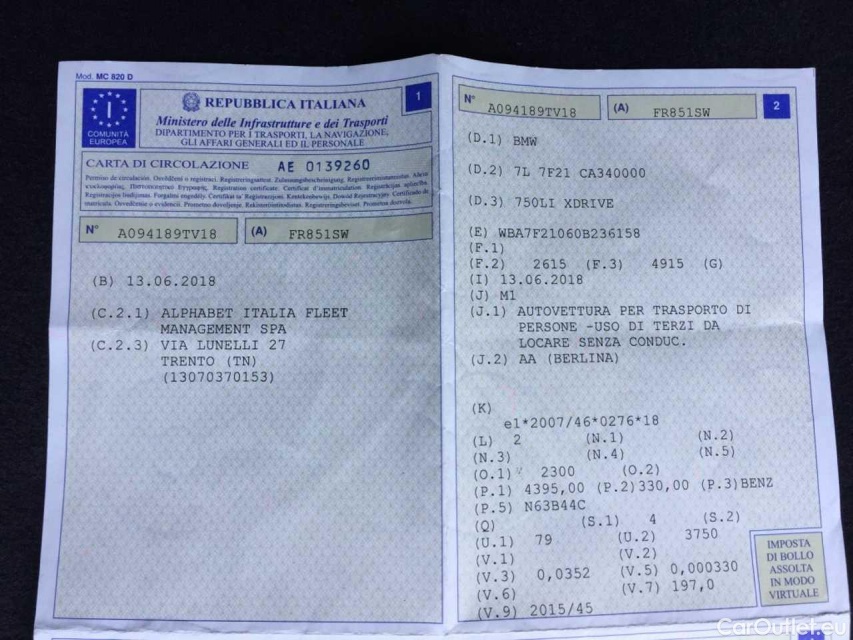 Mod. MC 820 D
1
REPUBBLICA ITALIANA
Ministero delle Infrastrutture e dei Trasporti
DIPARTIMENTO PER I TRASPORTI, LA NAVIGAZIONE,
GLI AFFARI GENERALI ED IL PERSONALE
COMUNITÀ
EUROPEA
CARTA DI CIRCOLAZIONE AE 0139260
Permiso de circulación.
N° A094189TV18 (A) FR851SW
(B) 13.06.2018
(C.2.1) ALPHABET ITALIA FLEET
MANAGEMENT SPA
(C.2.3) VIA LUNELLI 27
TRENTO (TN)
(13070370153)
N° A094189TV18 (A) FR851SW 2
(D.1) BMW
(D.2) 7L 7F21 CA340000
(D.3) 750LI XDRIVE
(E) WBA7F21060B236158
(F.1)
(F.2) 2615 (F.3) 4915 (G)
(I) 13.06.2018
(J) M1
(J.1) AUTOVETTURA PER TRASPORTO DI
PERSONE -USO DI TERZI DA
LOCARE SENZA CONDUC.
(J.2) AA (BERLINA)
(K)
e1*2007/46*0276*18
(L) 2 (N.1) (N.2)
(N.3) (N.4) (N.5)
(O.1) 2300 (O.2)
(P.1) 4395,00 (P.2)330,00 (P.3)BENZ
(P.5) N63B44C
(Q) (S.1) 4 (S.2)
(U.1) 79 (U.2) 3750
(V.1) (V.2)
(V.3) 0,0352 (V.5) 0,000330
(V.6) (V.7) 197,0
(V.9) 2015/45
IMPOSTA
DI BOLLO
ASSOLTA
IN MODO
VIRTUALE
CarOutlet.eu